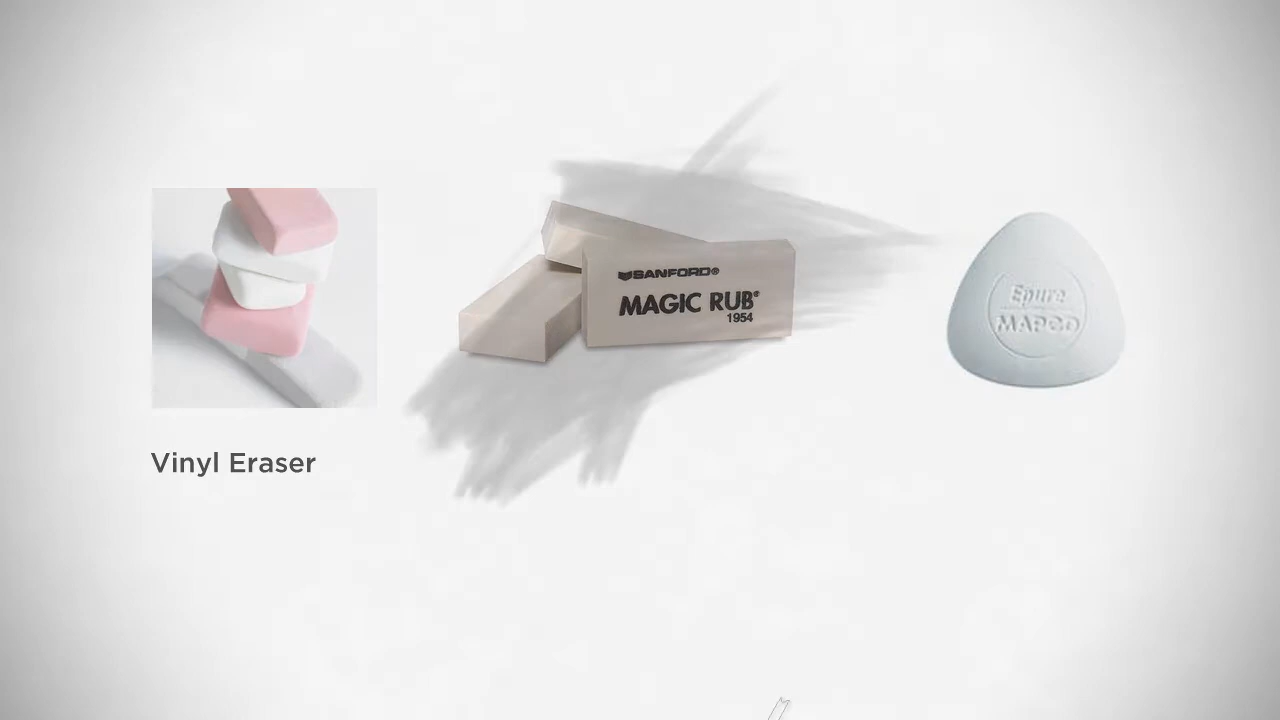 SANFORD®
MAGIC RUB®
1954
Epure
MAPED
Vinyl Eraser